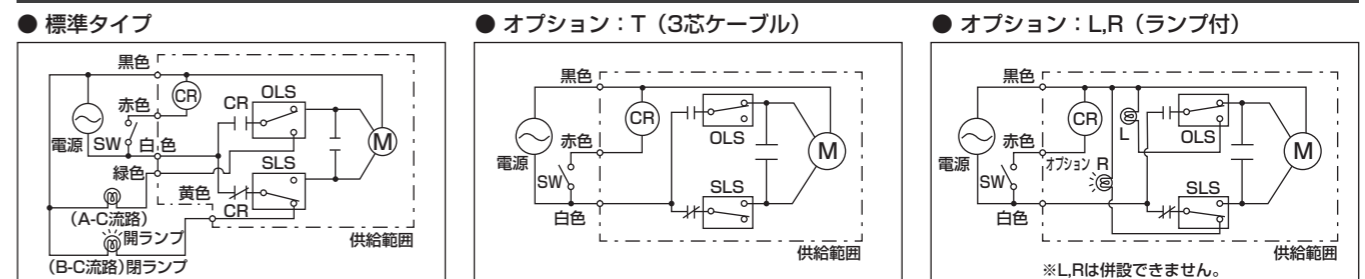 ● 標準タイプ
黒色
CR
OLS
赤色
CR
電源
SW
白色
M
緑色
SLS
黄色
CR
(A-C流路)
開ランプ
(B-C流路)閉ランプ
供給範囲
● オプション：T（3芯ケーブル）
黒色
CR
OLS
電源
赤色
M
SW
SLS
白色
供給範囲
● オプション：L,R（ランプ付）
黒色
CR
L
OLS
電源
赤色
オプション R
M
SW
SLS
白色
供給範囲
※L,Rは併設できません。